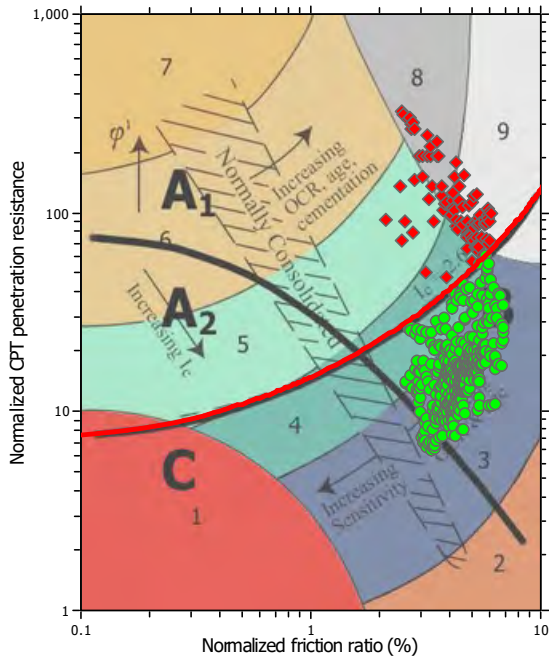 1,000
7
8
9
φ'
Increasing
OCR, age,
cementation
Normally Consolidated
A1
100
6
A2
Increasing Ic
5
10
4
C
1
3
Increasing
Sensitivity
2
1
0.1
1
10
Normalized CPT penetration resistance
Normalized friction ratio (%)